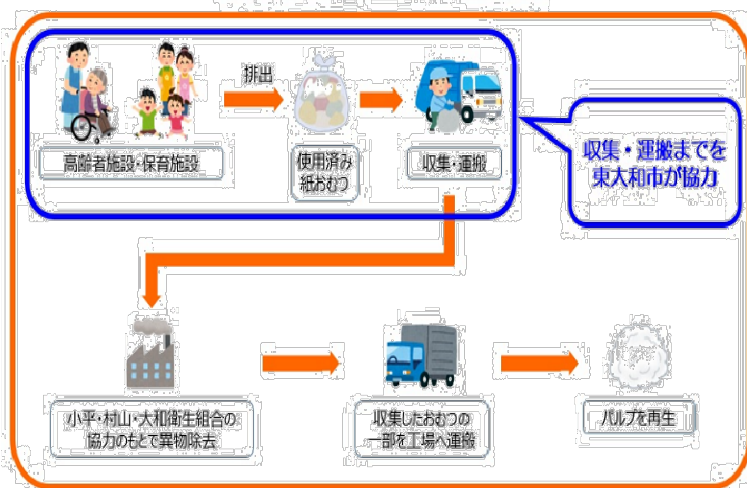 排出
高齢者施設・保育施設
使用済み
紙おむつ
収集・運搬
収集・運搬までを
東大和市が協力
小平・村山・大和衛生組合の
協力のもとで異物除去
収集したおむつの
一部を工場へ運搬
パルプを再生